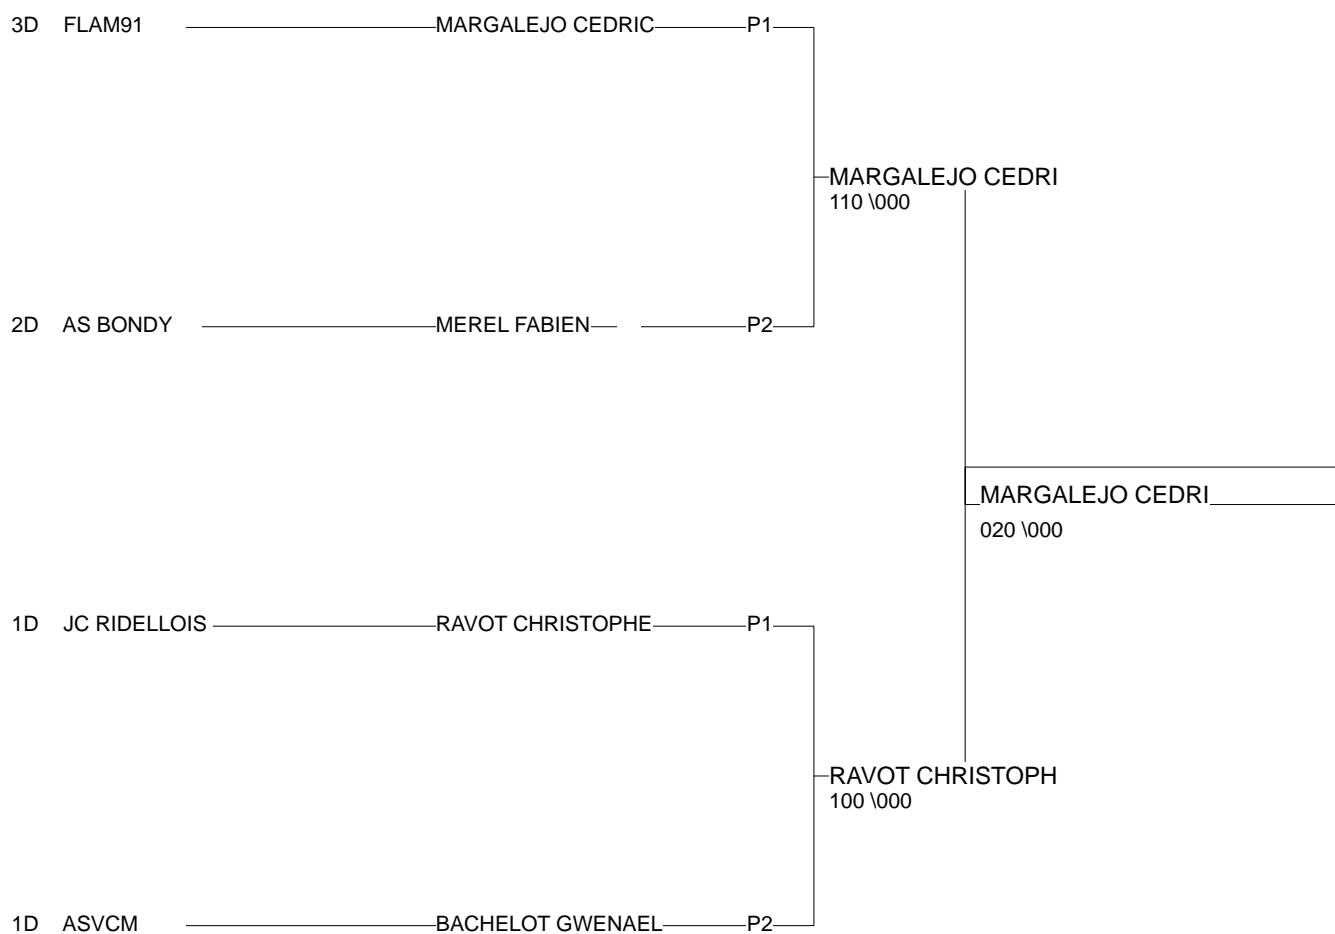 3D FLAM91 MARGALEJO CEDRIC P1
MARGALEJO CEDRI
110 \000
2D AS BONDY MEREL FABIEN P2
MARGALEJO CEDRI
020 \000
1D JC RIDELLOIS RAVOT CHRISTOPHE P1
RAVOT CHRISTOPH
100 \000
1D ASVCM BACHELOT GWENAEL P2